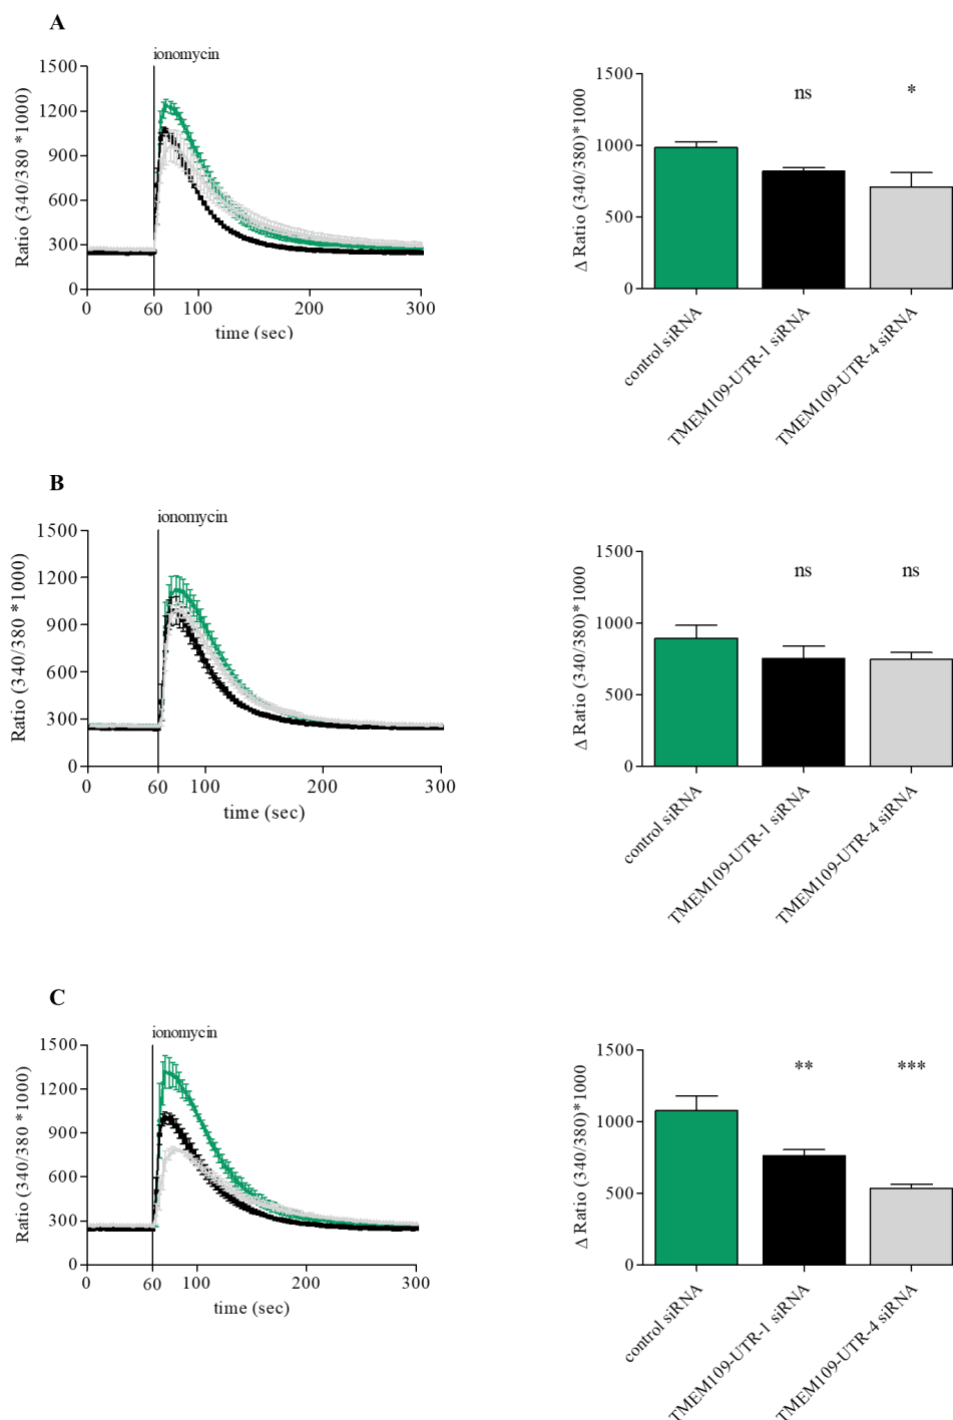 A
ionomycin
Ratio (340/380 *1000)
1500
1200
900
600
300
0
0 60 100 200 300
time (sec)
Δ Ratio (340/380)*1000
1500
1000
500
0
ns *
control siRNA
TMEM109-UTR-1 siRNA
TMEM109-UTR-4 siRNA
B
ionomycin
Ratio (340/380 *1000)
1500
1200
900
600
300
0
0 60 100 200 300
time (sec)
Δ Ratio (340/380)*1000
1500
1000
500
0
ns ns
control siRNA
TMEM109-UTR-1 siRNA
TMEM109-UTR-4 siRNA
C
ionomycin
Ratio (340/380 *1000)
1500
1200
900
600
300
0
0 60 100 200 300
time (sec)
Δ Ratio (340/380)*1000
1500
1000
500
0
** ***
control siRNA
TMEM109-UTR-1 siRNA
TMEM109-UTR-4 siRNA